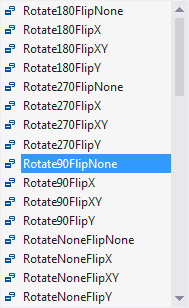 Rotate180FlipNone
Rotate180FlipX
Rotate180FlipXY
Rotate180FlipY
Rotate270FlipNone
Rotate270FlipX
Rotate270FlipXY
Rotate270FlipY
Rotate90FlipNone
Rotate90FlipX
Rotate90FlipXY
Rotate90FlipY
RotateNoneFlipNone
RotateNoneFlipX
RotateNoneFlipXY
RotateNoneFlipY